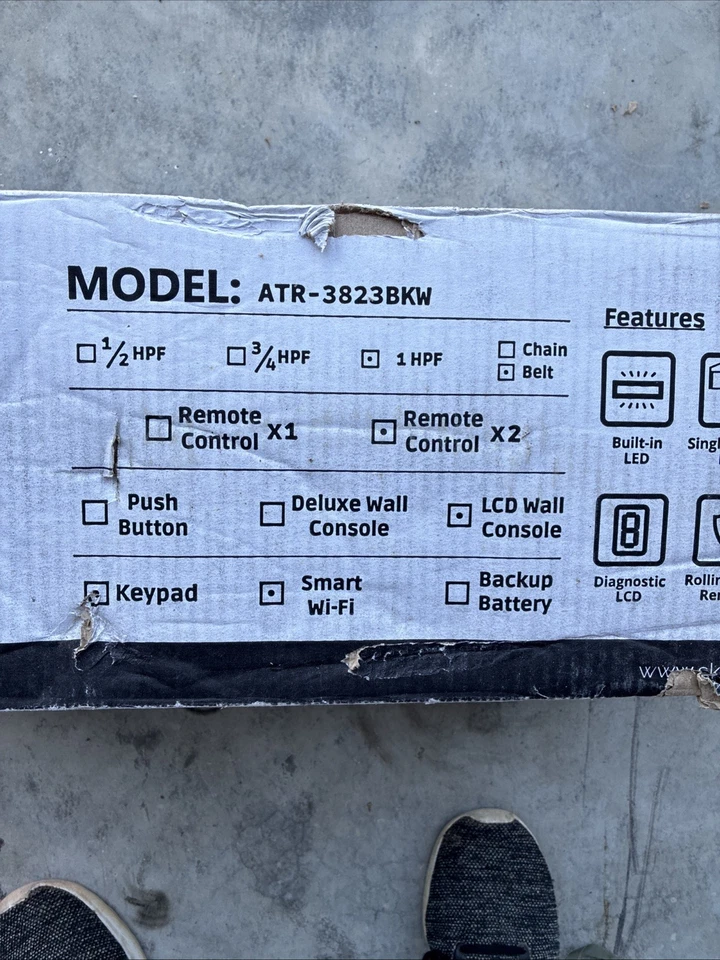 MODEL: ATR-3823BKW
1/2 HPF
3/4 HPF
1 HPF
Chain
Belt
Remote
Control X1
Remote
Control X2
Push
Button
Deluxe Wall
Console
LCD Wall
Console
Keypad
Smart
Wi-Fi
Backup
Battery
Features
Built-in
LED
Diagnostic
LCD